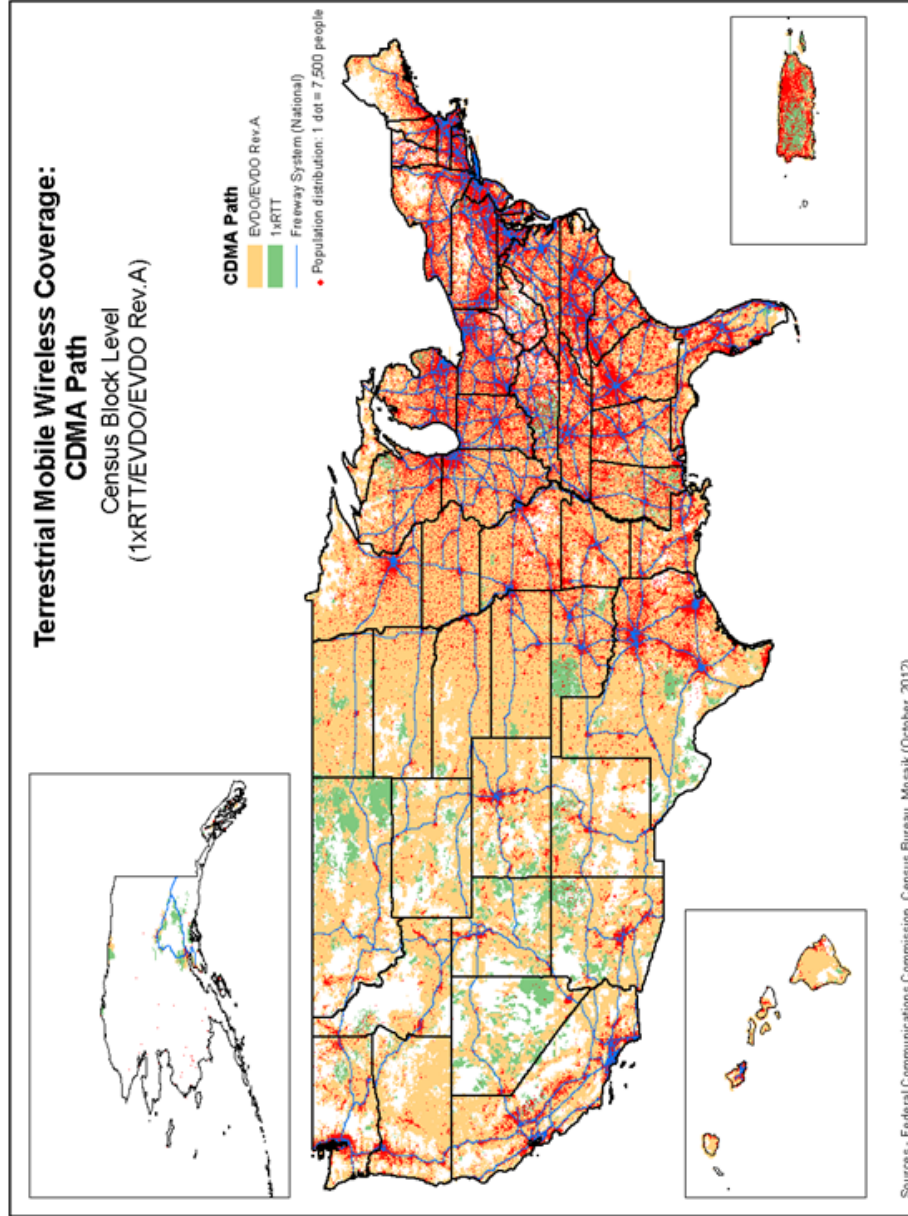 Terrestrial Mobile Wireless Coverage:
CDMA Path
Census Block Level
(1xRTT/EVDO/EVDO Rev.A)
CDMA Path
EVDO/EVDO Rev.A
1xRTT
Freeway System (National)
Population distribution: 1 dot = 7,500 people
Sources - Federal Communications Commission, Census Bureau, Mosaik (October, 2012)